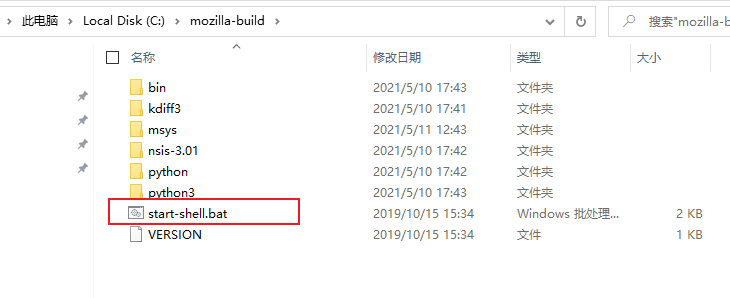 此电脑 › Local Disk (C:) › mozilla-build
搜索"mozilla-b
名称 修改日期 类型 大小
bin 2021/5/10 17:43 文件夹
kdiff3 2021/5/10 17:41 文件夹
msys 2021/5/11 12:43 文件夹
nsis-3.01 2021/5/10 17:42 文件夹
python 2021/5/10 17:42 文件夹
python3 2021/5/10 17:43 文件夹
start-shell.bat 2019/10/15 15:34 Windows 批处理... 2 KB
VERSION 2019/10/15 15:34 文件 1 KB